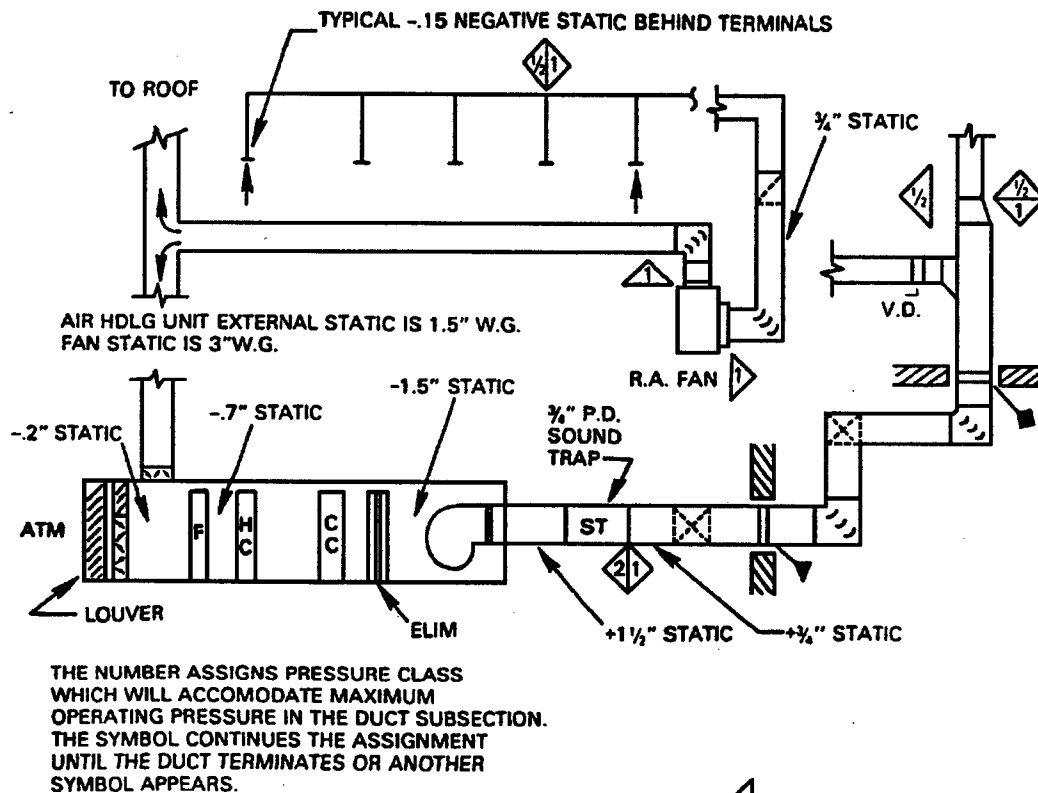 TYPICAL -.15 NEGATIVE STATIC BEHIND TERMINALS
½ 1
TO ROOF
¾" STATIC
½
½
1
1
V.D.
AIR HDLG UNIT EXTERNAL STATIC IS 1.5" W.G.
FAN STATIC IS 3"W.G.
R.A. FAN
1
-1.5" STATIC
-.7" STATIC
-.2" STATIC
¾" P.D.
SOUND
TRAP
ATM
F
HC
CC
ST
2 1
LOUVER
ELIM
+1½" STATIC
+¾" STATIC
THE NUMBER ASSIGNS PRESSURE CLASS
WHICH WILL ACCOMODATE MAXIMUM
OPERATING PRESSURE IN THE DUCT SUBSECTION.
THE SYMBOL CONTINUES THE ASSIGNMENT
UNTIL THE DUCT TERMINATES OR ANOTHER
SYMBOL APPEARS.